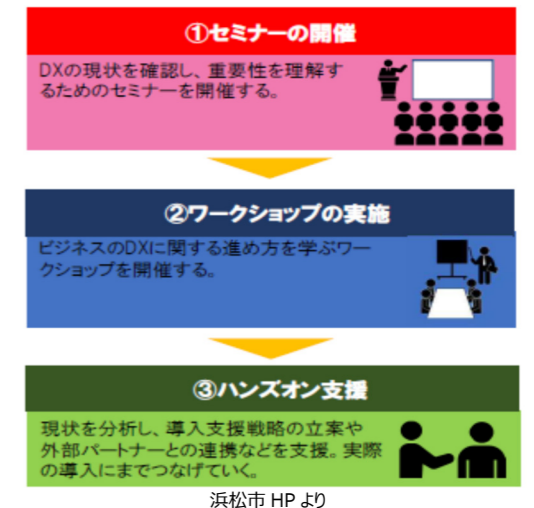 ①セミナーの開催
DXの現状を確認し、重要性を理解す
るためのセミナーを開催する。
②ワークショップの実施
ビジネスのDXに関する進め方を学ぶワー
クショップを開催する。
③ハンズオン支援
現状を分析し、導入支援戦略の立案や
外部パートナーとの連携などを支援。実際
の導入にまでつなげていく。
浜松市 HP より